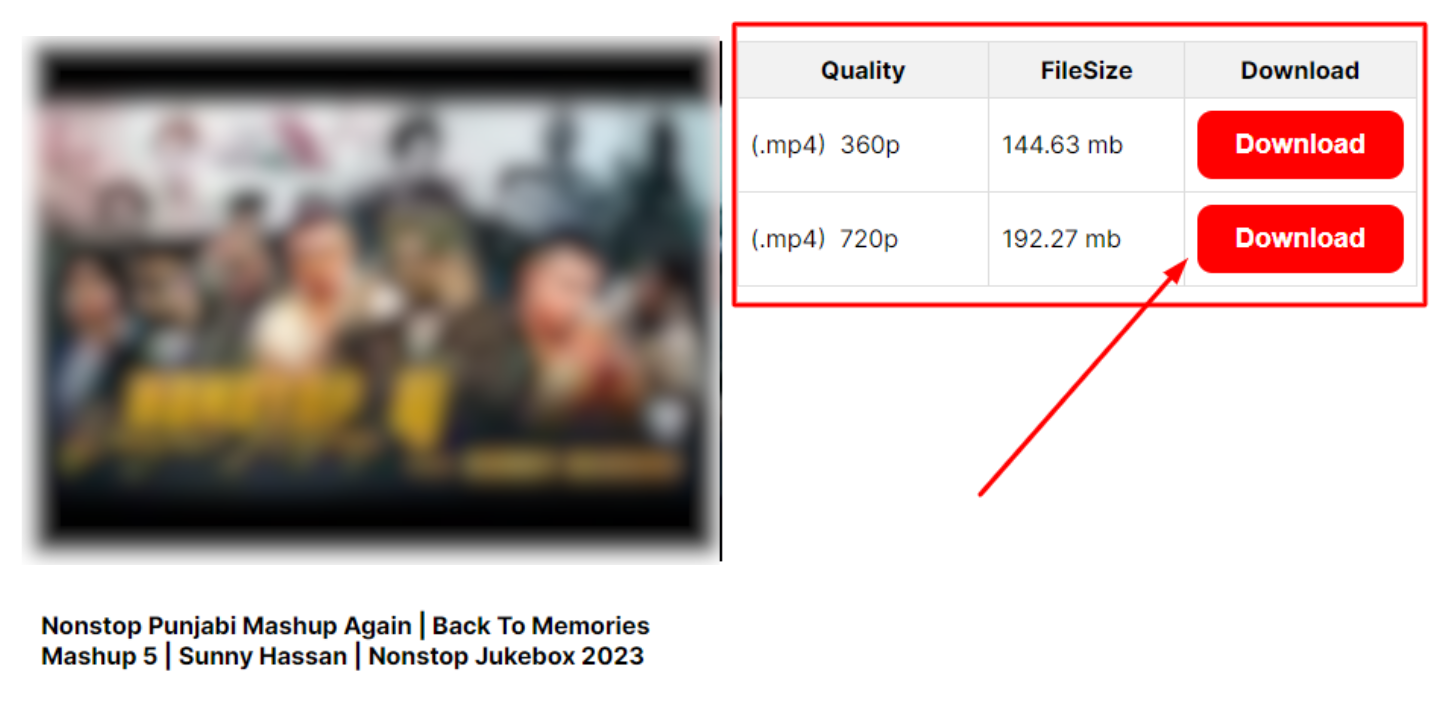 Quality FileSize Download
(.mp4) 360p 144.63 mb Download
(.mp4) 720p 192.27 mb Download
Nonstop Punjabi Mashup Again | Back To Memories
Mashup 5 | Sunny Hassan | Nonstop Jukebox 2023